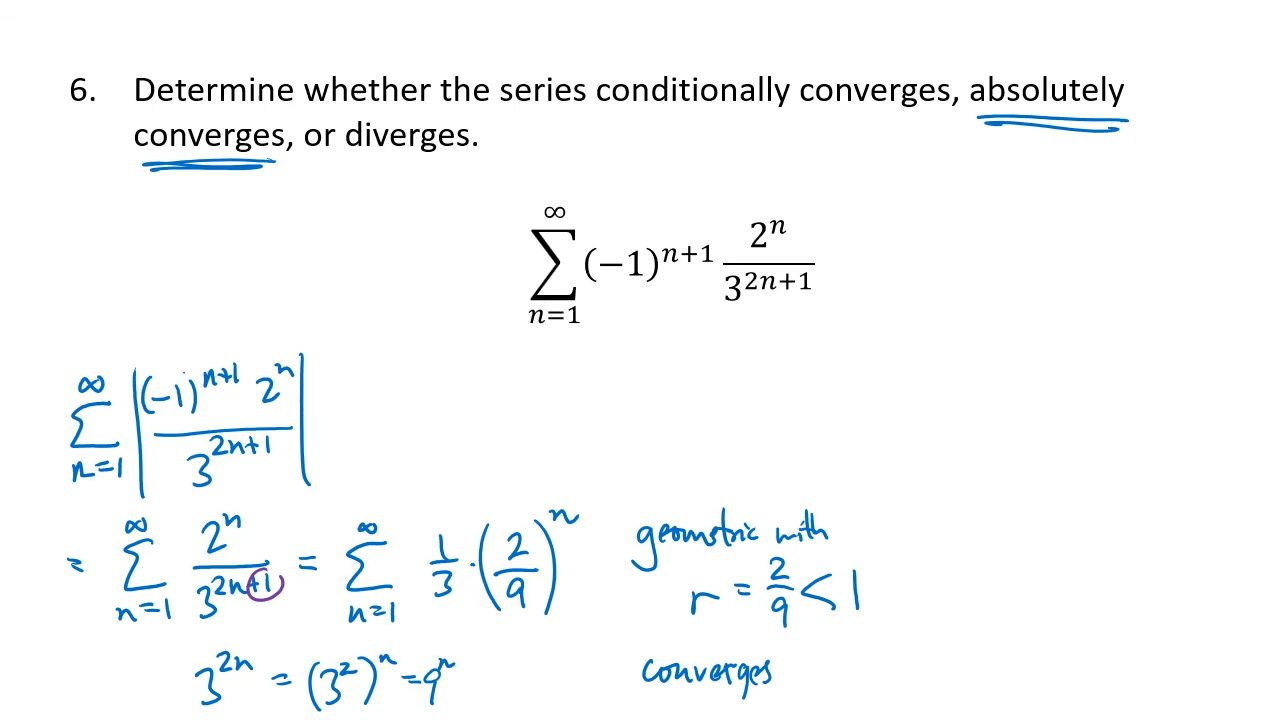 6. Determine whether the series conditionally converges, absolutely
converges, or diverges.
∞
∑ (−1)^{n+1} 2^n / 3^{2n+1}
n=1
∞
∑ | (-1)^{n+1} 2^n / 3^{2n+1} |
n=1
= ∑_{n=1}^{∞} 2^n / 3^{2n+1} = ∑_{n=1}^{∞} 1/3 · (2/9)^n
geometric with
r = 2/9 < 1
3^{2n} = (3^2)^n = 9^n
converges